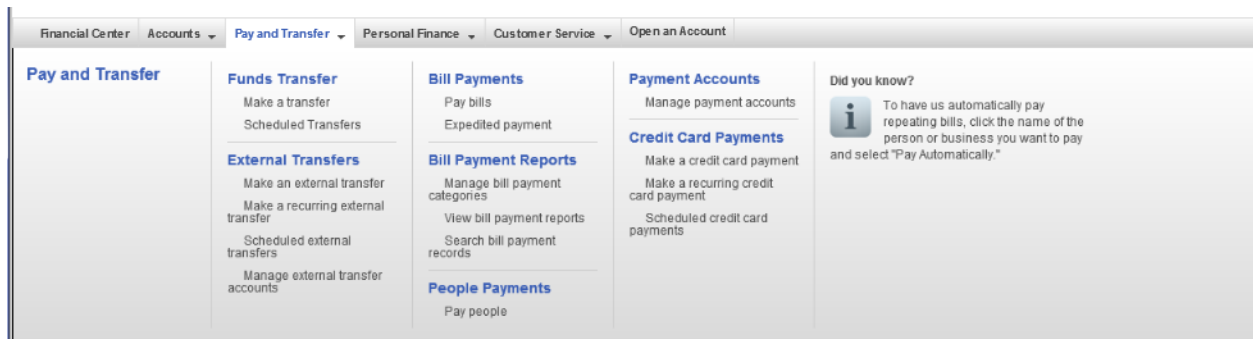 Financial Center Accounts Pay and Transfer Personal Finance Customer Service Open an Account
Pay and Transfer
Funds Transfer
Make a transfer
Scheduled Transfers
External Transfers
Make an external transfer
Make a recurring external
transfer
Scheduled external
transfers
Manage external transfer
accounts
Bill Payments
Pay bills
Expedited payment
Bill Payment Reports
Manage bill payment
categories
View bill payment reports
Search bill payment
records
People Payments
Pay people
Payment Accounts
Manage payment accounts
Credit Card Payments
Make a credit card payment
Make a recurring credit
card payment
Scheduled credit card
payments
Did you know?
i
To have us automatically pay
repeating bills, click the name of the
person or business you want to pay
and select "Pay Automatically."